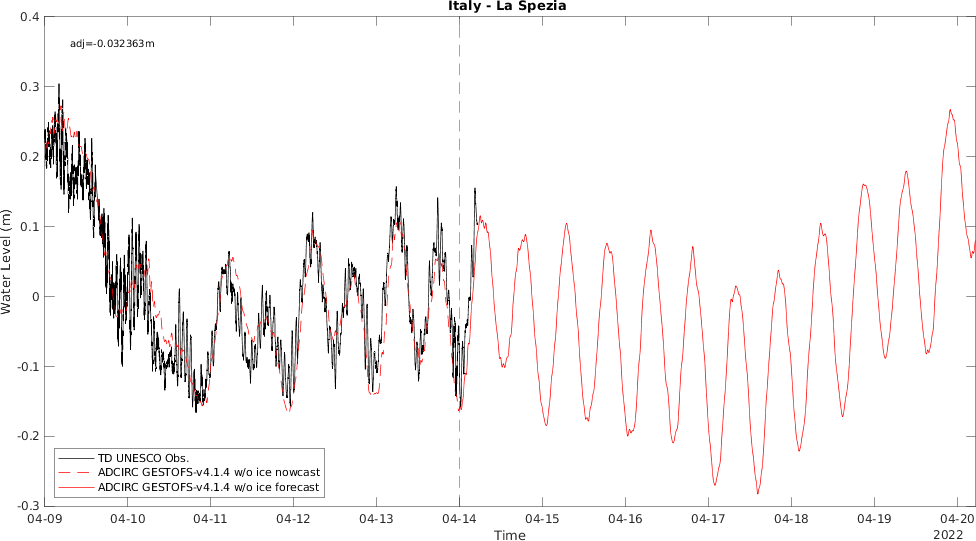 Italy - La Spezia
adj=-0.032363m
0.4
0.3
0.2
0.1
0
-0.1
-0.2
-0.3
Water Level (m)
TD UNESCO Obs.
ADCIRC GESTOFS-v4.1.4 w/o ice nowcast
ADCIRC GESTOFS-v4.1.4 w/o ice forecast
04-09 04-10 04-11 04-12 04-13 04-14 04-15 04-16 04-17 04-18 04-19 04-20
Time
2022